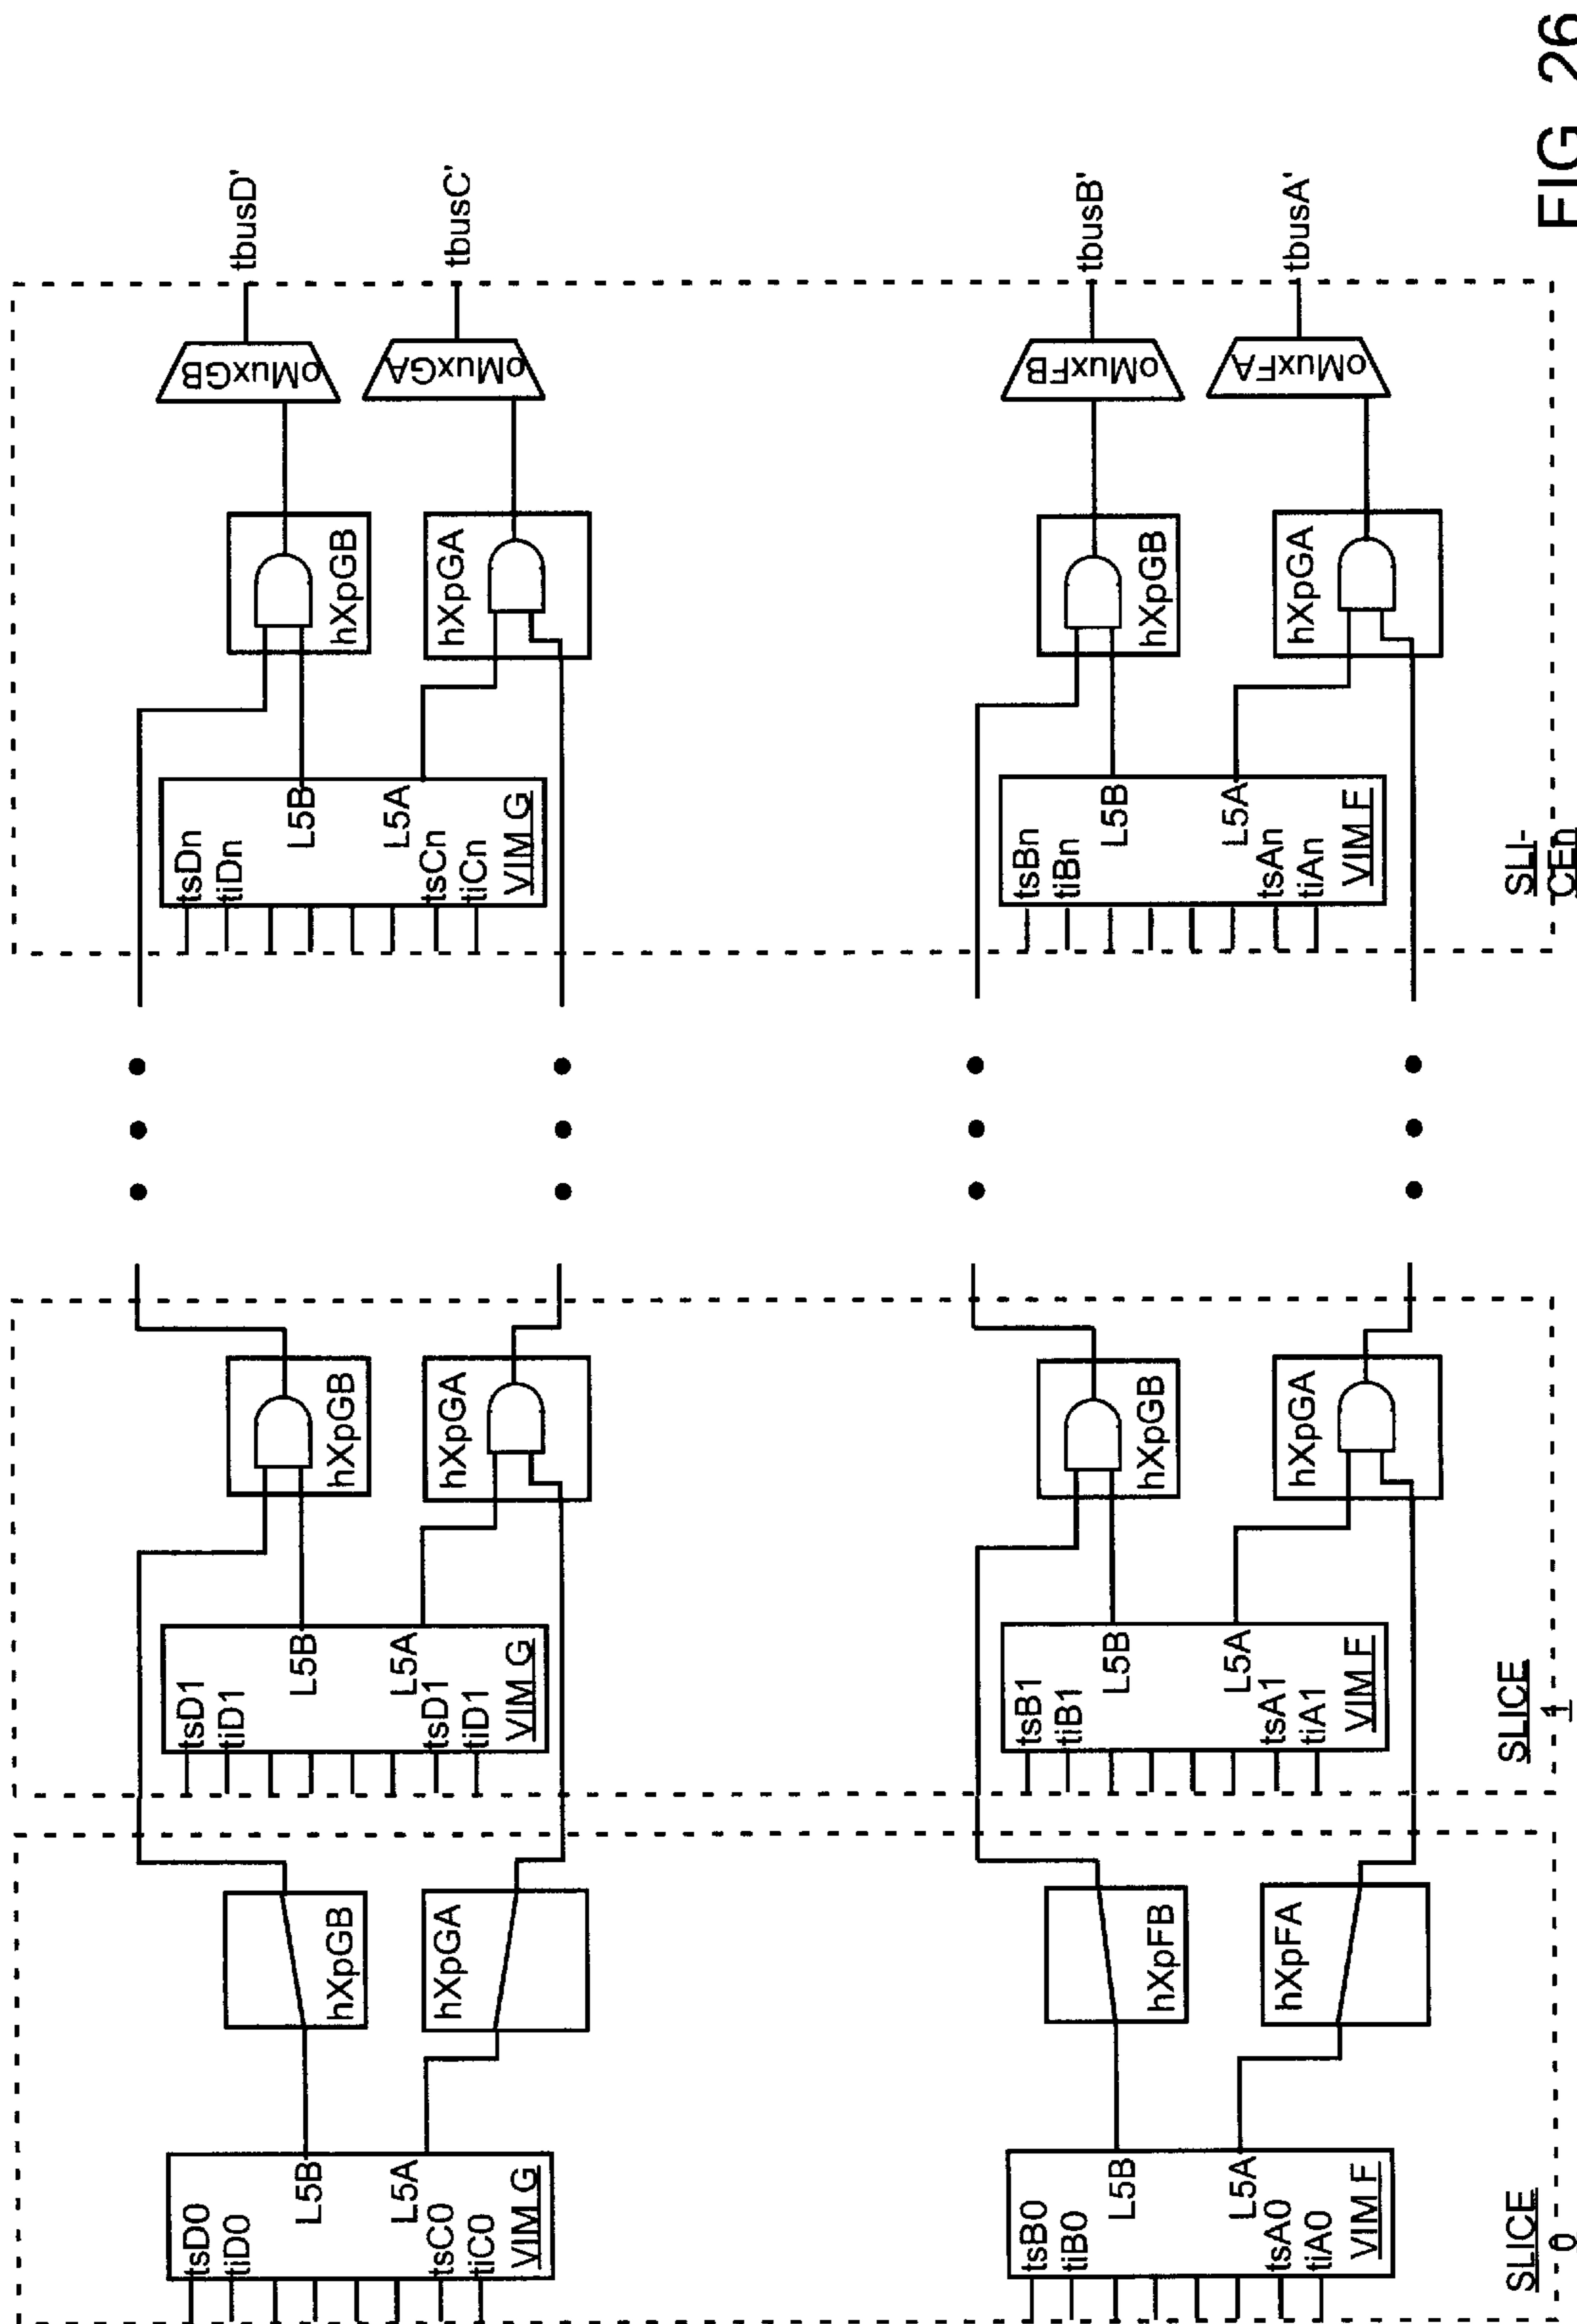 tbusD'
tbusC'
tbusB'
tbusA'
oMuxGB
oMuxGA
oMuxFB
oMuxFA
hXpGB
hXpGA
hXpGB
hXpGA
tsDn
tiDn
L5B
L5A
tsCn
tiCn
VIM G
tsBn
tiBn
L5B
L5A
tsAn
tiAn
VIM F
SLI-
CEn
hXpGB
hXpGA
hXpGB
hXpGA
tsD1
tiD1
L5B
L5A
tsD1
tiD1
VIM G
tsB1
tiB1
L5B
L5A
tsA1
tiA1
VIM F
SLICE
1
hXpGB
hXpGA
hXpFB
hXpFA
tsD0
tiD0
L5B
L5A
tsC0
tiC0
VIM G
tsB0
tiB0
L5B
L5A
tsA0
tiA0
VIM F
SLICE
0
FIG. 26